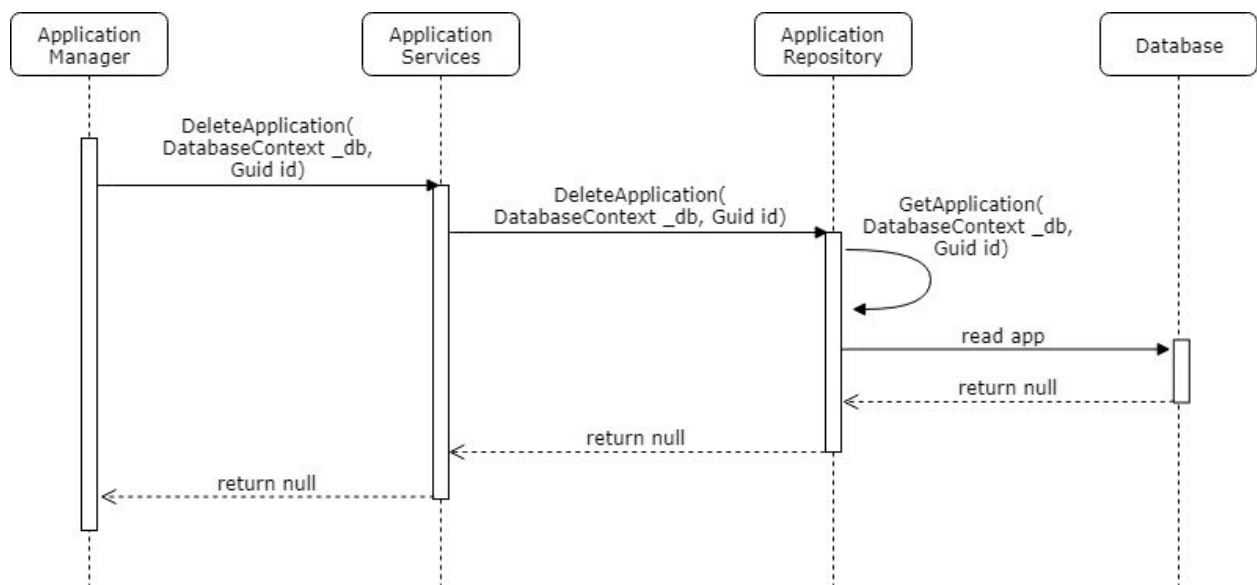 Application
Manager
Application
Services
Application
Repository
Database
DeleteApplication(
DatabaseContext _db,
Guid id)
DeleteApplication(
DatabaseContext _db, Guid id)
GetApplication(
DatabaseContext _db,
Guid id)
read app
return null
return null
return null